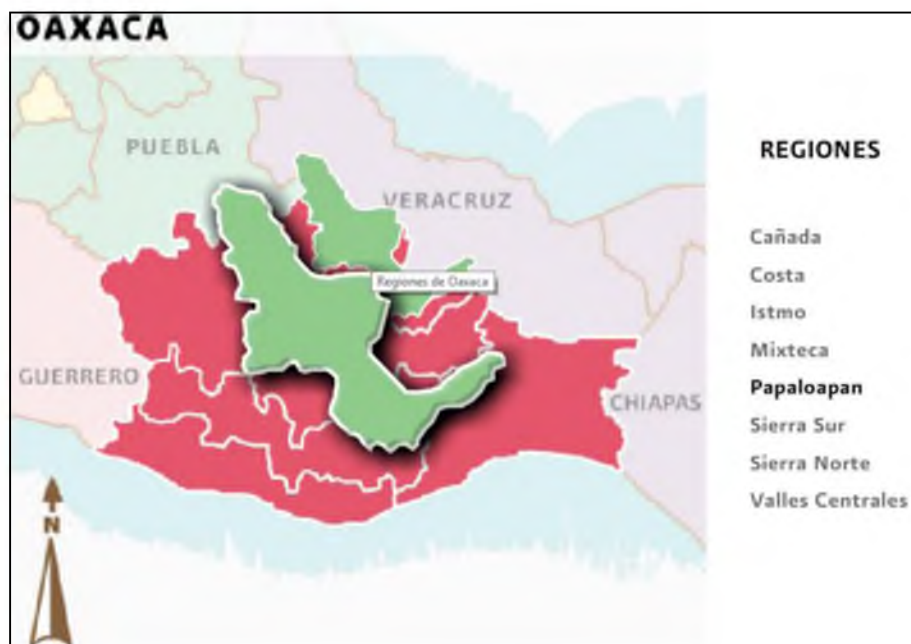 OAXACA
PUEBLA
VERACRUZ
Regiones de Oaxaca
GUERRERO
CHIAPAS
N
REGIONES
Cañada
Costa
Istmo
Mixteca
Papaloapan
Sierra Sur
Sierra Norte
Valles Centrales